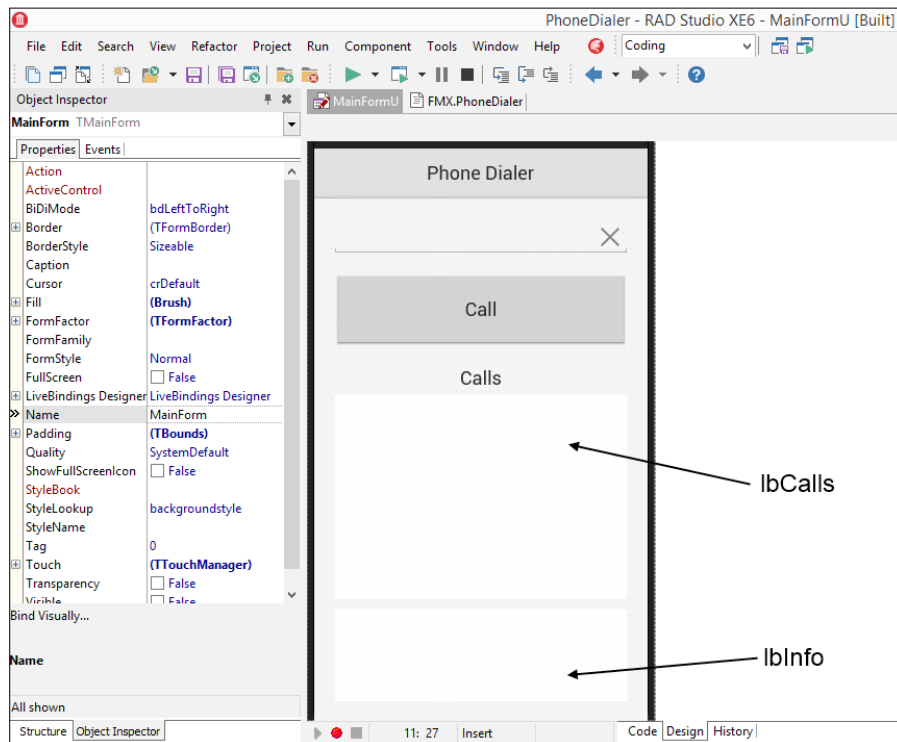 PhoneDialer - RAD Studio XE6 - MainFormU [Built]
File Edit Search View Refactor Project Run Component Tools Window Help Coding
Object Inspector
MainForm TMainForm
Properties Events
Action
ActiveControl
BiDiMode bdLeftToRight
Border (TFormBorder)
BorderStyle Sizeable
Caption
Cursor crDefault
Fill (Brush)
FormFactor (TFormFactor)
FormFamily
FormStyle Normal
FullScreen False
LiveBindings Designer LiveBindings Designer
Name MainForm
Padding (TBounds)
Quality SystemDefault
ShowFullScreenIcon False
StyleBook
StyleLookup backgroundstyle
StyleName
Tag 0
Touch (TTouchManager)
Transparency False
Visible False
Bind Visually...
Name
All shown
Structure Object Inspector
MainFormU FMX.PhoneDialer
Phone Dialer
Call
Calls
lbCalls
lbInfo
11: 27 Insert
Code Design History